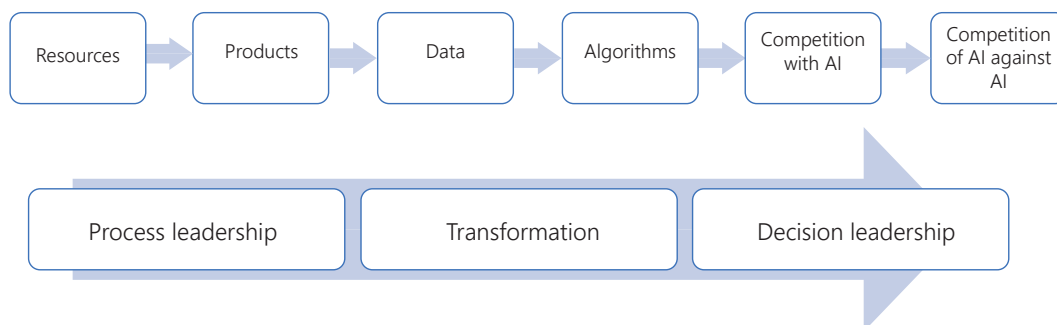 Resources
Products
Data
Algorithms
Competition
with AI
Competition
of AI against
AI
Process leadership
Transformation
Decision leadership